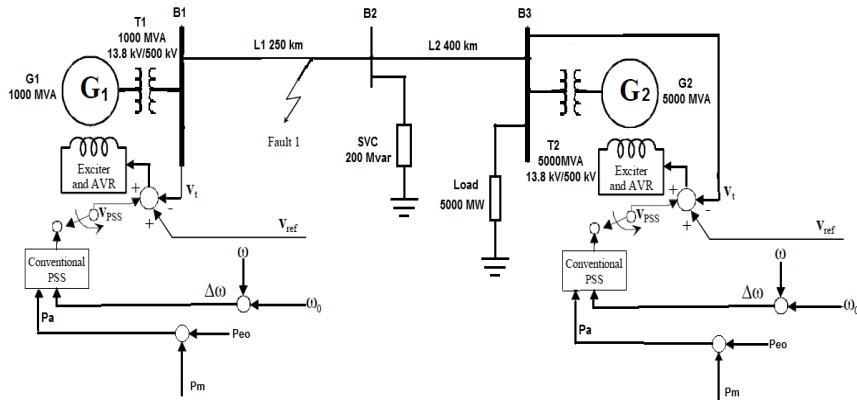 B1
B2
B3
T1
1000 MVA
13.8 kV/500 kV
L1 250 km
L2 400 km
G1
1000 MVA
G1
G2
G2
5000 MVA
Fault 1
SVC
200 Mvar
T2
5000MVA
13.8 kV/500 kV
Load
5000 MW
Exciter
and AVR
+
-
+
Vt
VPSS
Vref
Conventional
PSS
ω
Δω
ω0
Pa
Peo
Pm
Exciter
and AVR
+
-
+
Vt
VPSS
Vref
Conventional
PSS
ω
Δω
ω0
Pa
Peo
Pm